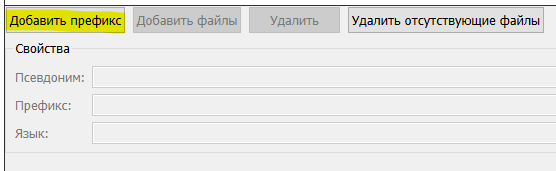 Добавить префикс Добавить файлы Удалить Удалить отсутствующие файлы
Свойства
Псевдоним:
Префикс:
Язык: